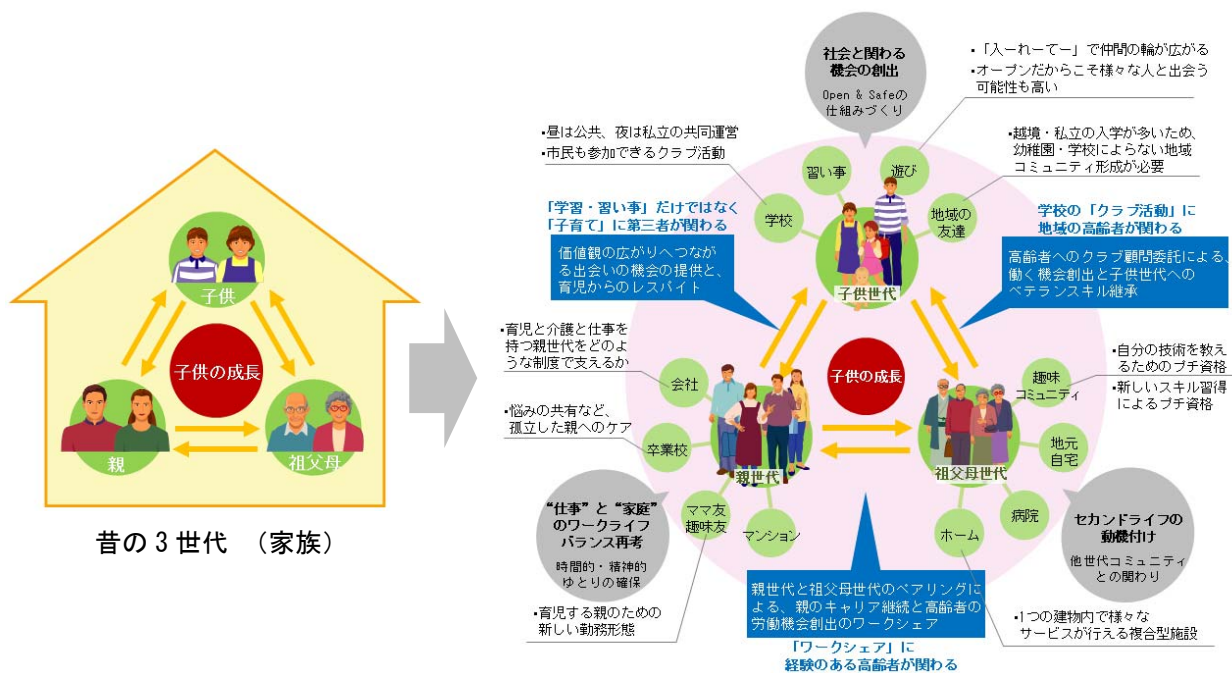 子供
子供の成長
親
祖父母
昔の3世代 （家族）
社会と関わる
機会の創出
Open & Safeの
仕組みづくり
▪「入ーれーてー」で仲間の輪が広がる
▪オープンだからこそ様々な人と出会う
可能性も高い
▪昼は公共、夜は私立の共同運営
▪市民も参加できるクラブ活動
▪越境・私立の入学が多いため、
幼稚園・学校によらない地域
コミュニティ形成が必要
習い事
遊び
学校
地域の
友達
子供世代
「学習・習い事」だけではなく
「子育て」に第三者が関わる
価値観の広がりへつなが
る出会いの機会の提供と、
育児からのレスパイト
学校の「クラブ活動」に
地域の高齢者が関わる
高齢者へのクラブ顧問委託による、
働く機会創出と子供世代への
ベテランスキル継承
▪育児と介護と仕事を
持つ親世代をどのよ
うな制度で支えるか
▪悩みの共有など、
孤立した親へのケア
会社
卒業校
ママ友
趣味友
マンション
親世代
子供の成長
祖父母世代
趣味
コミュニティ
地元
自宅
病院
ホーム
▪自分の技術を教え
るためのプチ資格
▪新しいスキル習得
によるプチ資格
“仕事”と“家庭”
のワークライフ
バランス再考
時間的・精神的
ゆとりの確保
▪育児する親のための
新しい勤務形態
セカンドライフの
動機付け
他世代コミュニティ
との関わり
▪1つの建物内で様々な
サービスが行える複合型施設
親世代と祖父母世代のペアリングに
よる、親のキャリア継続と高齢者の
労働機会創出のワークシェア
「ワークシェア」に
経験のある高齢者が関わる